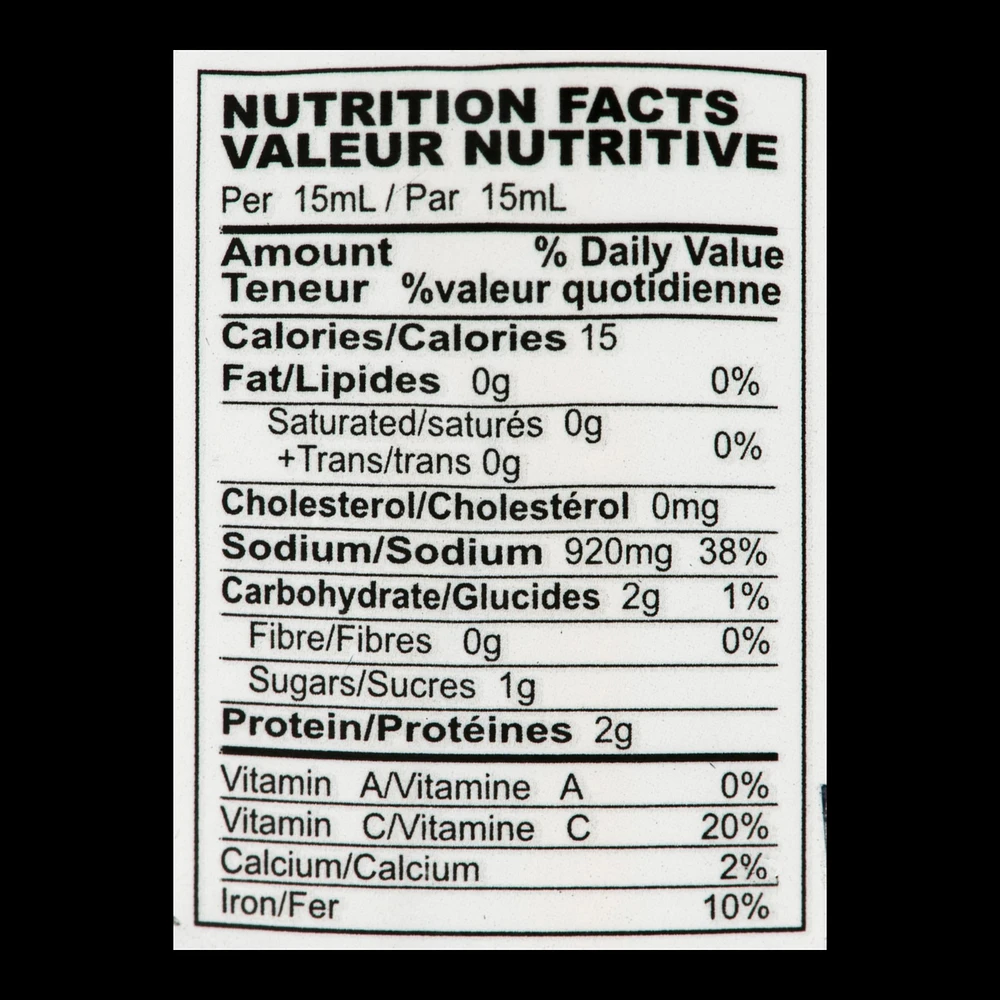 NUTRITION FACTS
VALEUR NUTRITIVE
Per 15mL / Par 15mL
Amount % Daily Value
Teneur %valeur quotidienne
Calories/Calories 15
Fat/Lipides 0g 0%
Saturated/saturés 0g
+Trans/trans 0g 0%
Cholesterol/Cholestérol 0mg
Sodium/Sodium 920mg 38%
Carbohydrate/Glucides 2g 1%
Fibre/Fibres 0g 0%
Sugars/Sucres 1g
Protein/Protéines 2g
Vitamin A/Vitamine A 0%
Vitamin C/Vitamine C 20%
Calcium/Calcium 2%
Iron/Fer 10%